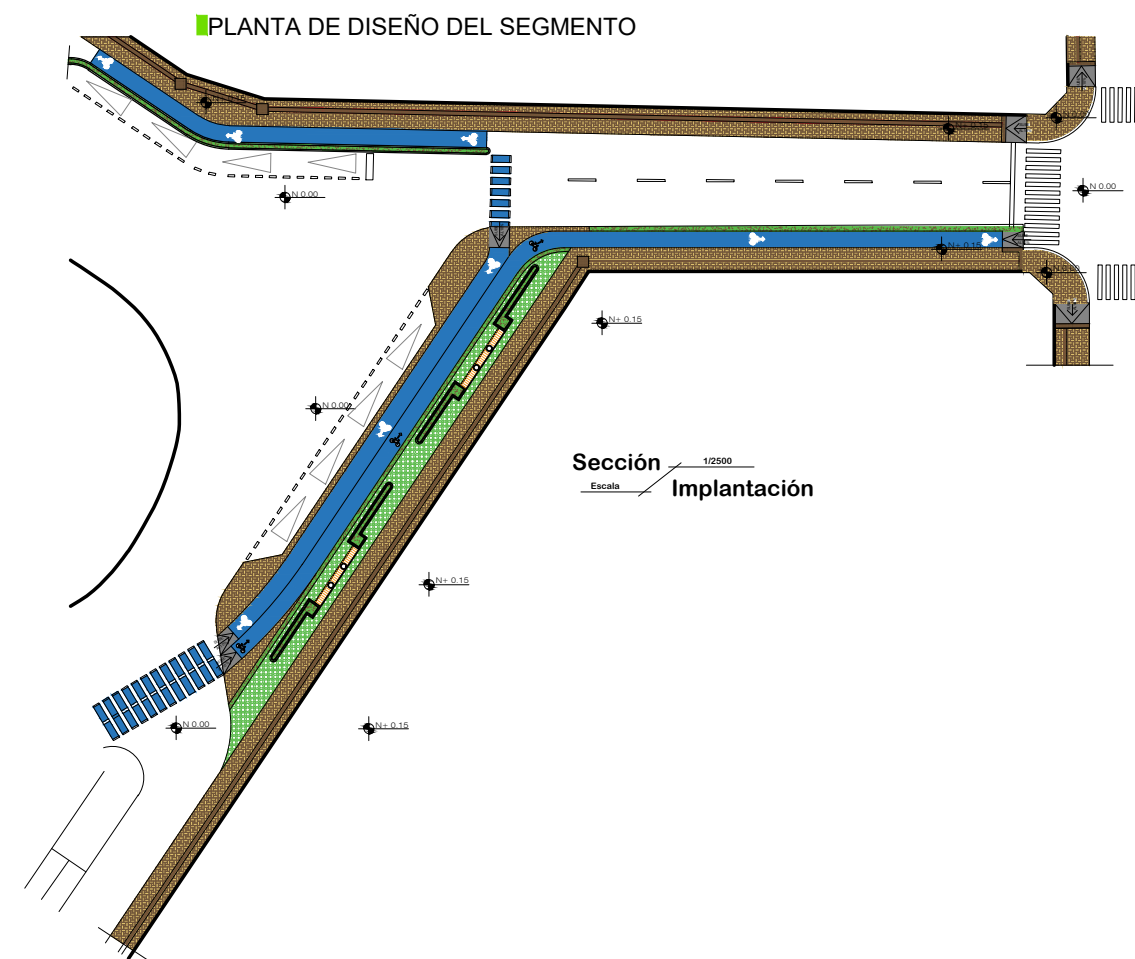 PLANTA DE DISEÑO DEL SEGMENTO
N 0.00
N 0.00
N+ 0.15
N+ 0.15
N 0.00
Sección 1/2500
Escala Implantación
N+ 0.15
N 0.00
N+ 0.15